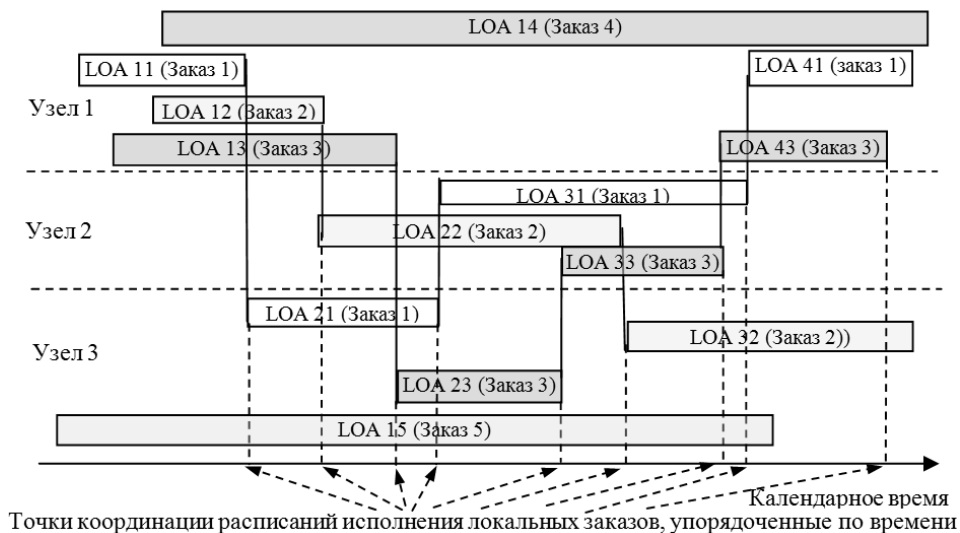 LOA 14 (Заказ 4)
LOA 11 (Заказ 1)
LOA 41 (заказ 1)
Узел 1
LOA 12 (Заказ 2)
LOA 13 (Заказ 3)
LOA 43 (Заказ 3)
LOA 31 (Заказ 1)
Узел 2
LOA 22 (Заказ 2)
LOA 33 (Заказ 3)
LOA 21 (Заказ 1)
LOA 32 (Заказ 2))
Узел 3
LOA 23 (Заказ 3)
LOA 15 (Заказ 5)
Календарное время
Точки координации расписаний исполнения локальных заказов, упорядоченные по времени